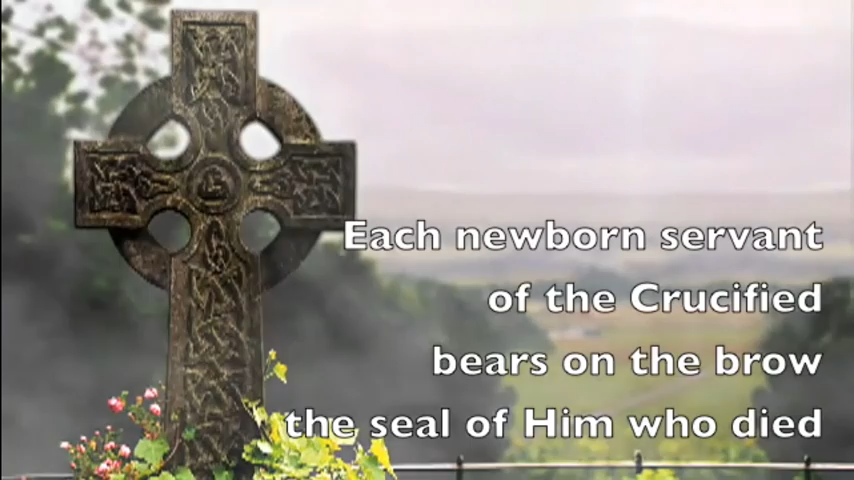 Each newborn servant
of the Crucified
bears on the brow
the seal of Him who died